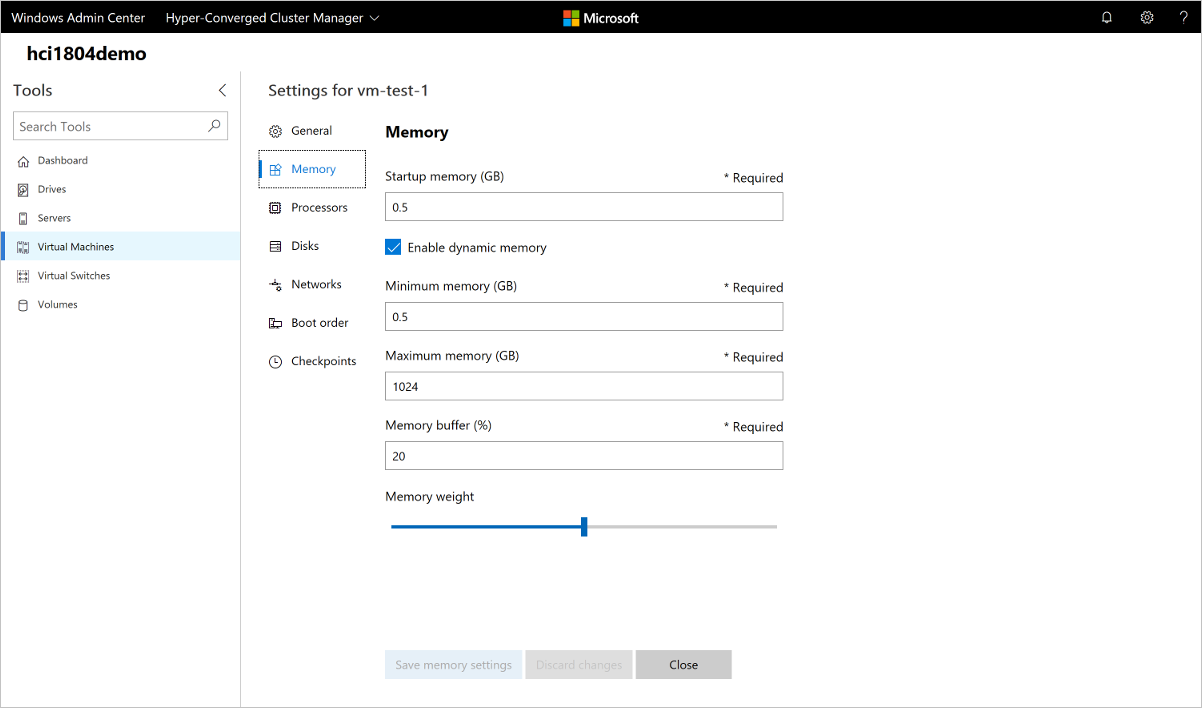 Windows Admin Center
Hyper-Converged Cluster Manager
Microsoft
?
hci1804demo
Tools
Search Tools
Dashboard
Drives
Servers
Virtual Machines
Virtual Switches
Volumes
Settings for vm-test-1
General
Memory
Processors
Disks
Networks
Boot order
Checkpoints
Memory
Startup memory (GB) * Required
0.5
Enable dynamic memory
Minimum memory (GB) * Required
0.5
Maximum memory (GB) * Required
1024
Memory buffer (%) * Required
20
Memory weight
Save memory settings Discard changes Close